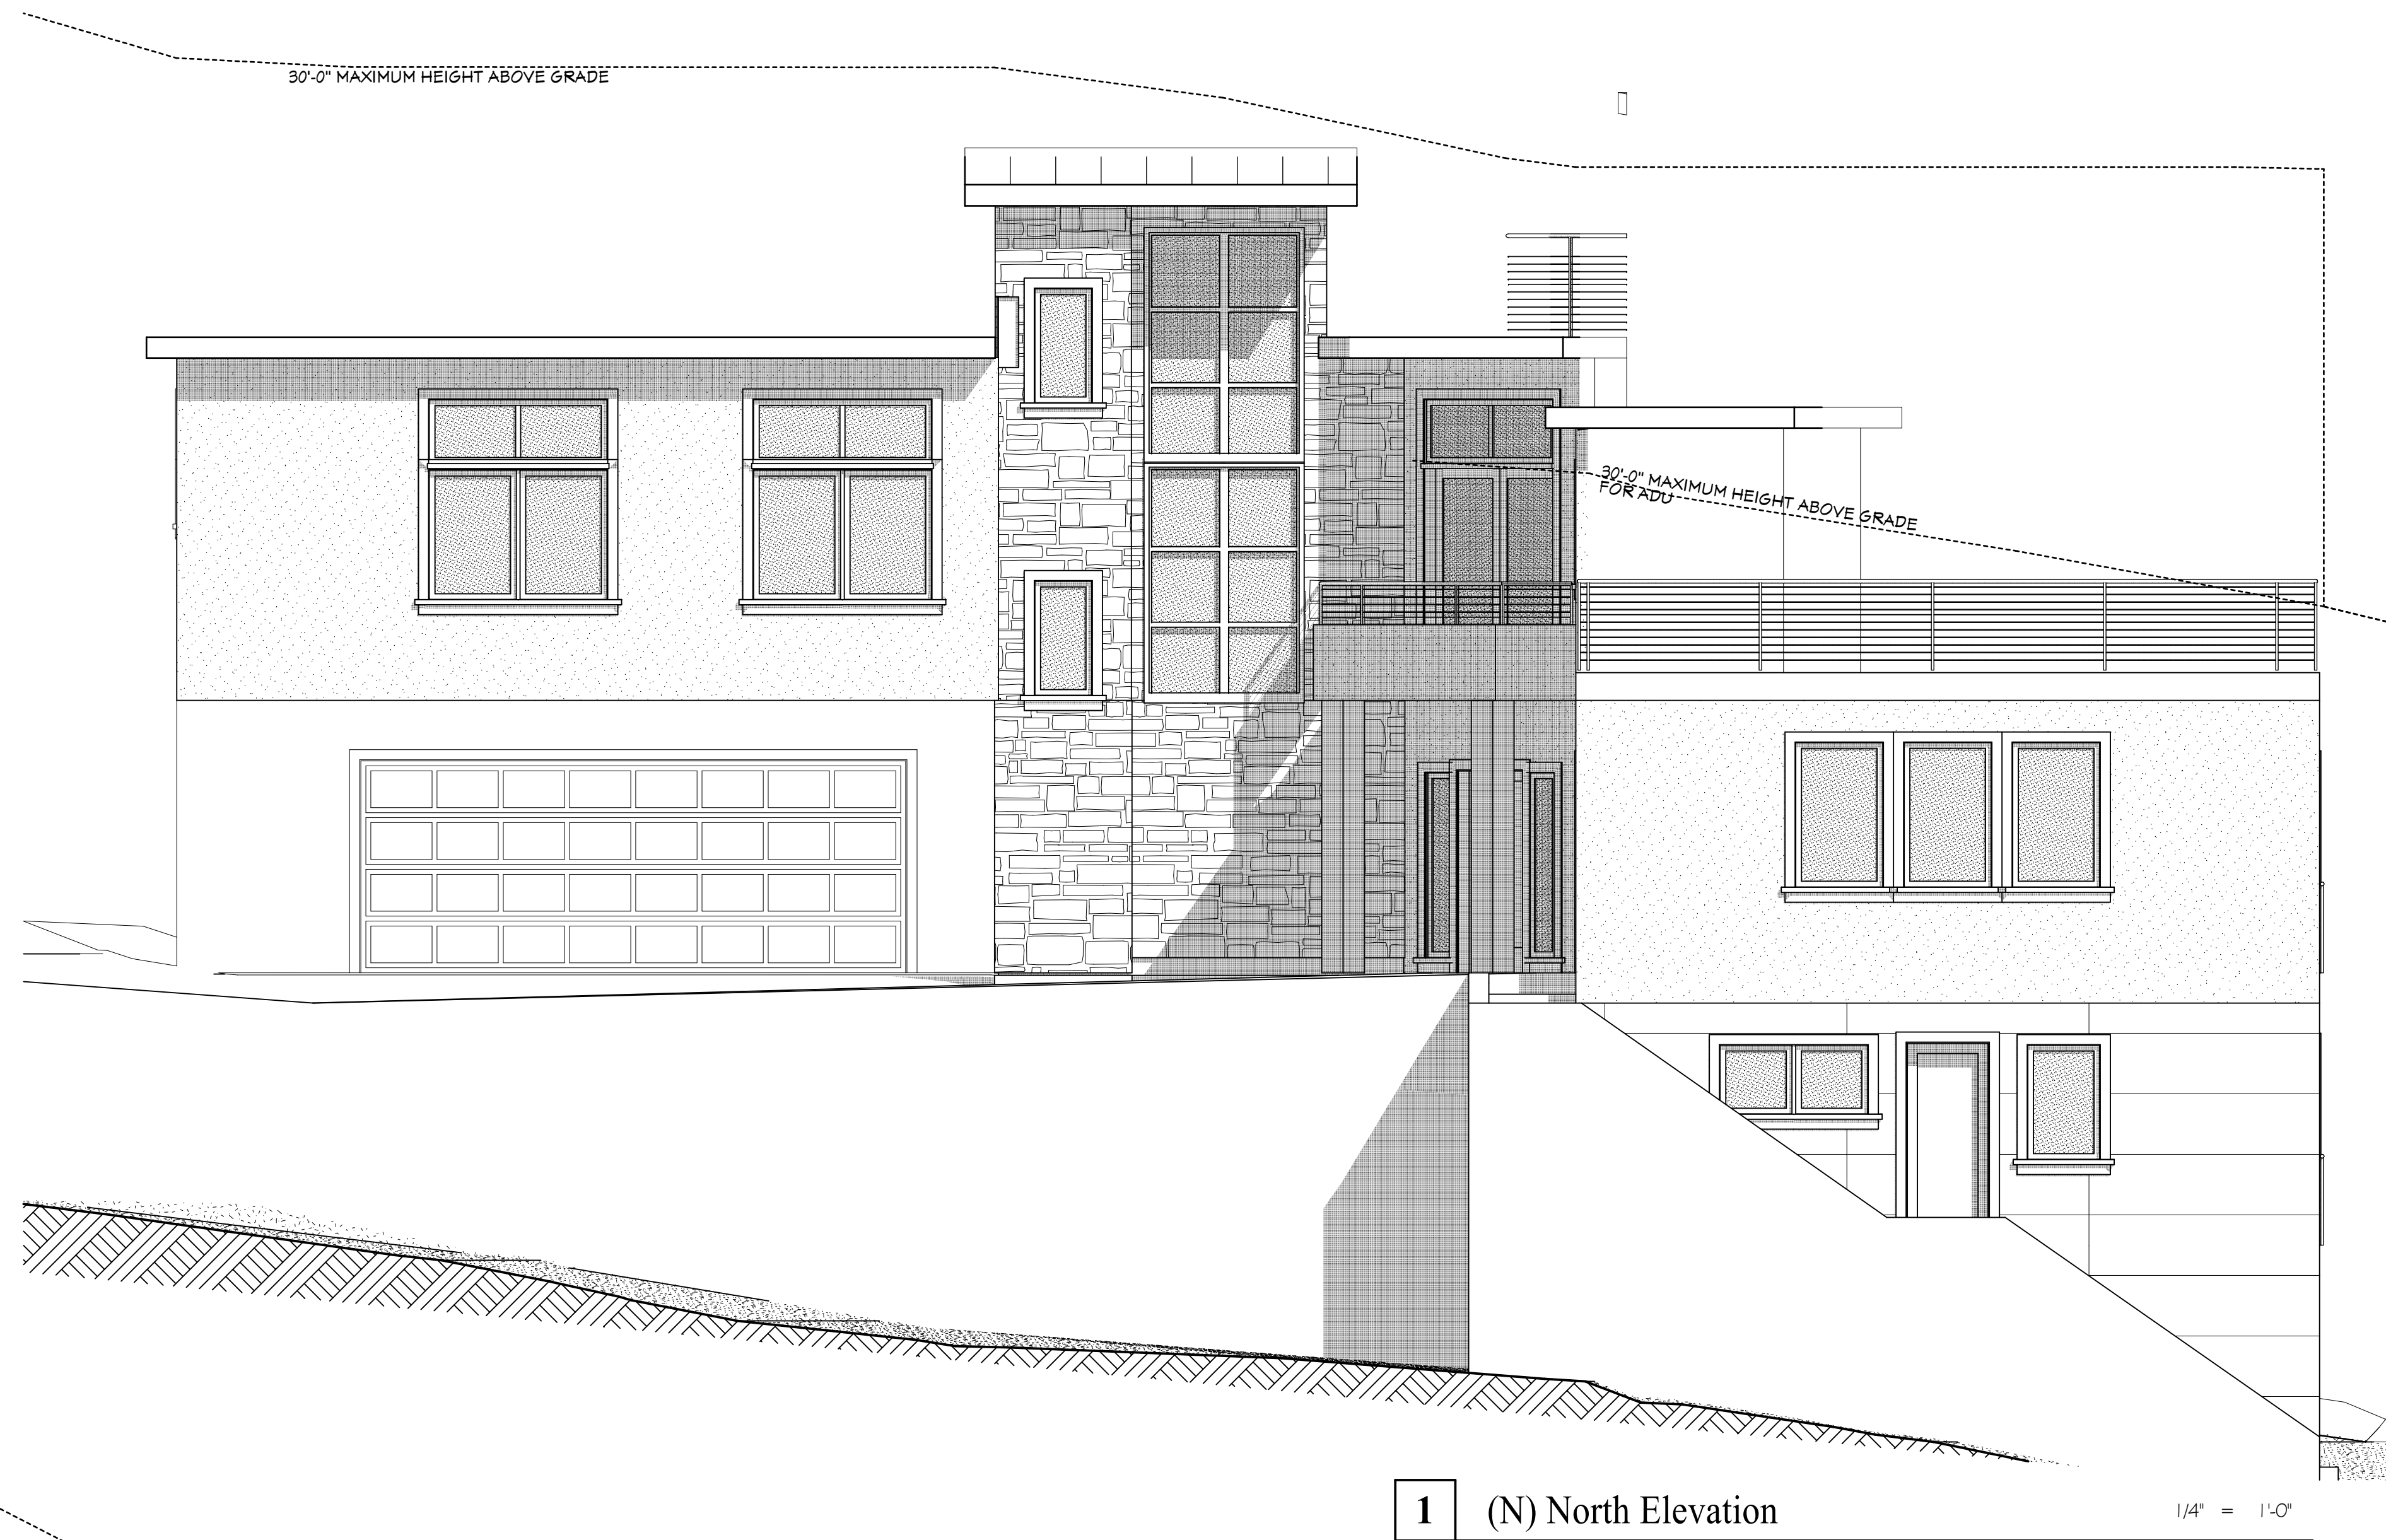 30'-0" MAXIMUM HEIGHT ABOVE GRADE
30'-0" MAXIMUM HEIGHT ABOVE GRADE
FOR ADU
1 (N) North Elevation 1/4" = 1'-0"